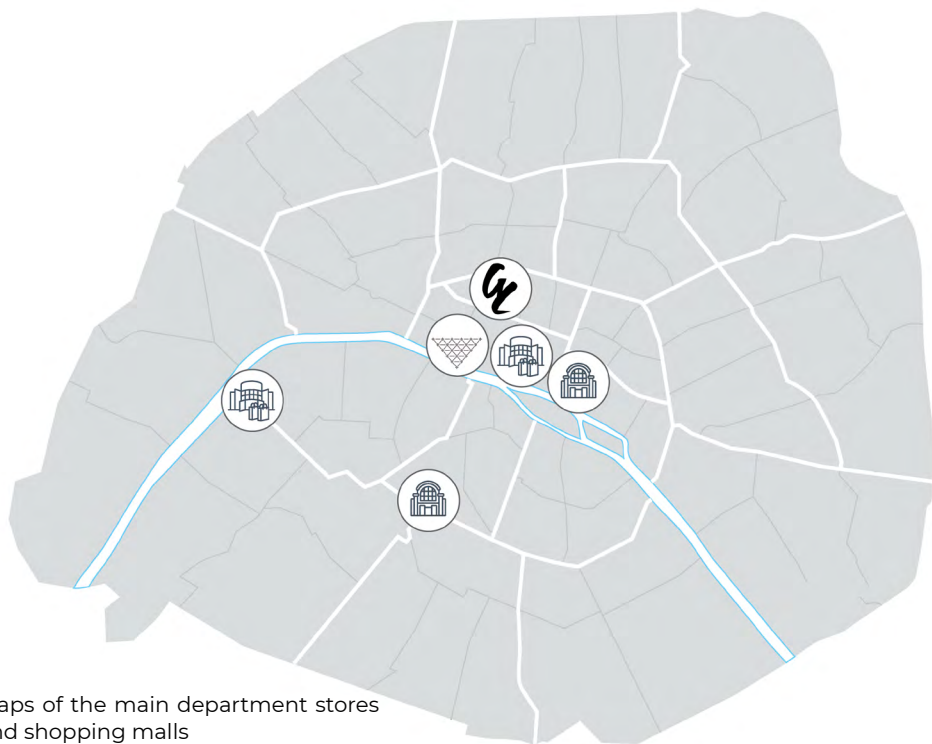 aps of the main department stores
nd shopping malls